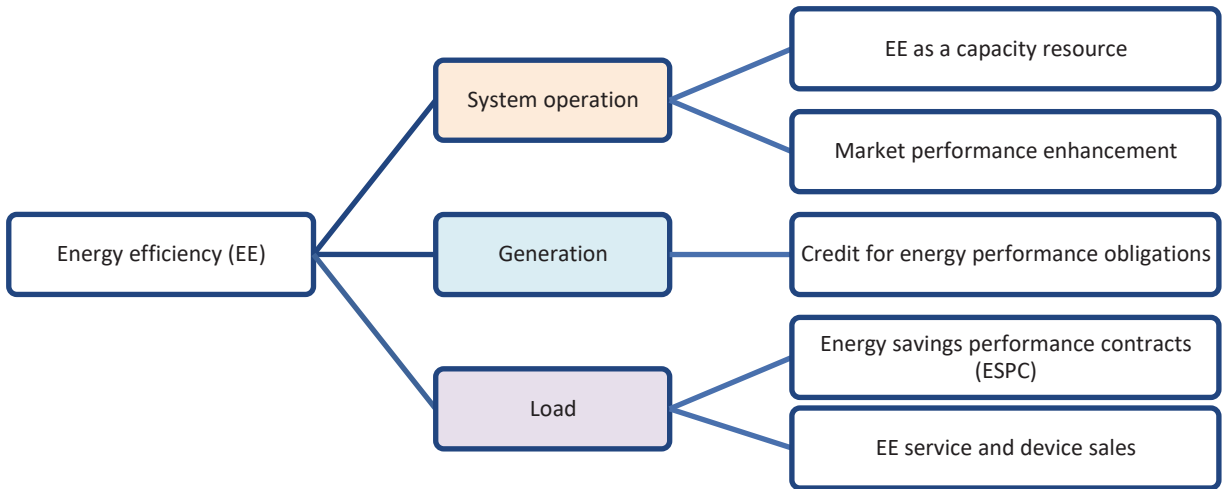 Energy efficiency (EE)
System operation
EE as a capacity resource
Market performance enhancement
Generation
Credit for energy performance obligations
Load
Energy savings performance contracts
(ESPC)
EE service and device sales